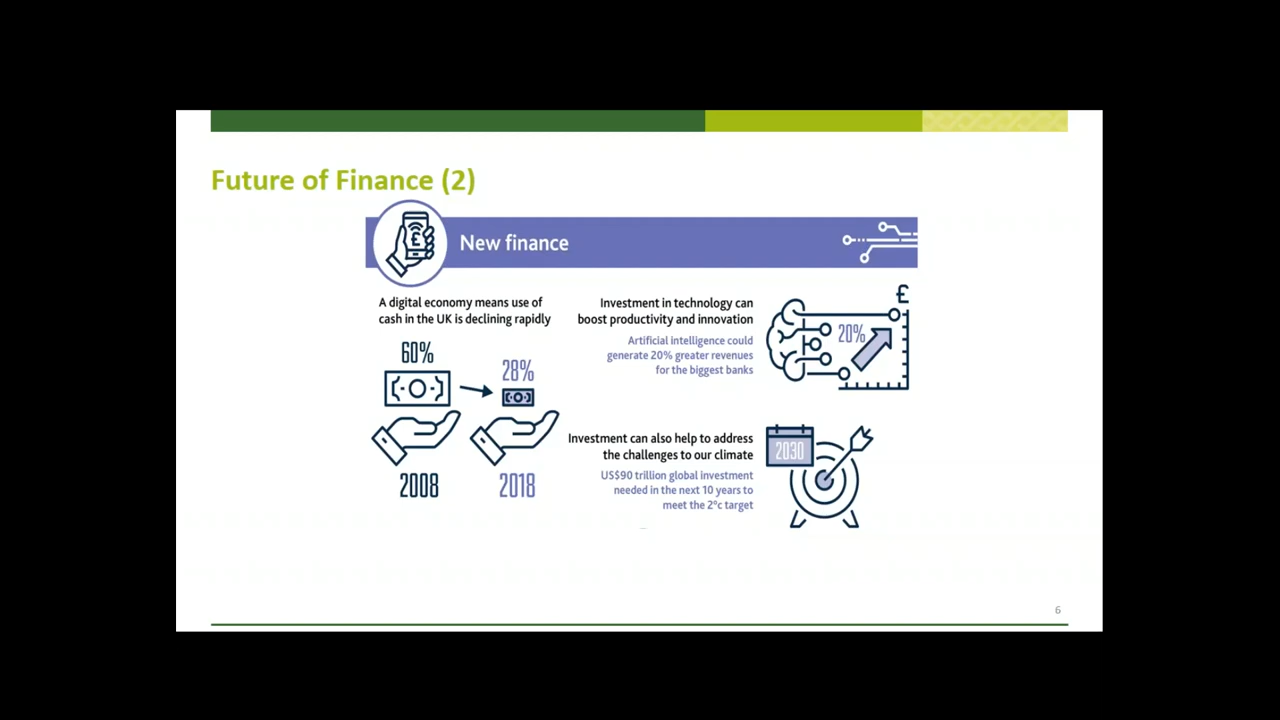 Future of Finance (2)
£
New finance
A digital economy means use of
cash in the UK is declining rapidly
60%
28%
2008
2018
Investment in technology can
boost productivity and innovation
Artificial intelligence could
generate 20% greater revenues
for the biggest banks
£
20%
Investment can also help to address
the challenges to our climate
US$90 trillion global investment
needed in the next 10 years to
meet the 2°c target
2030
6